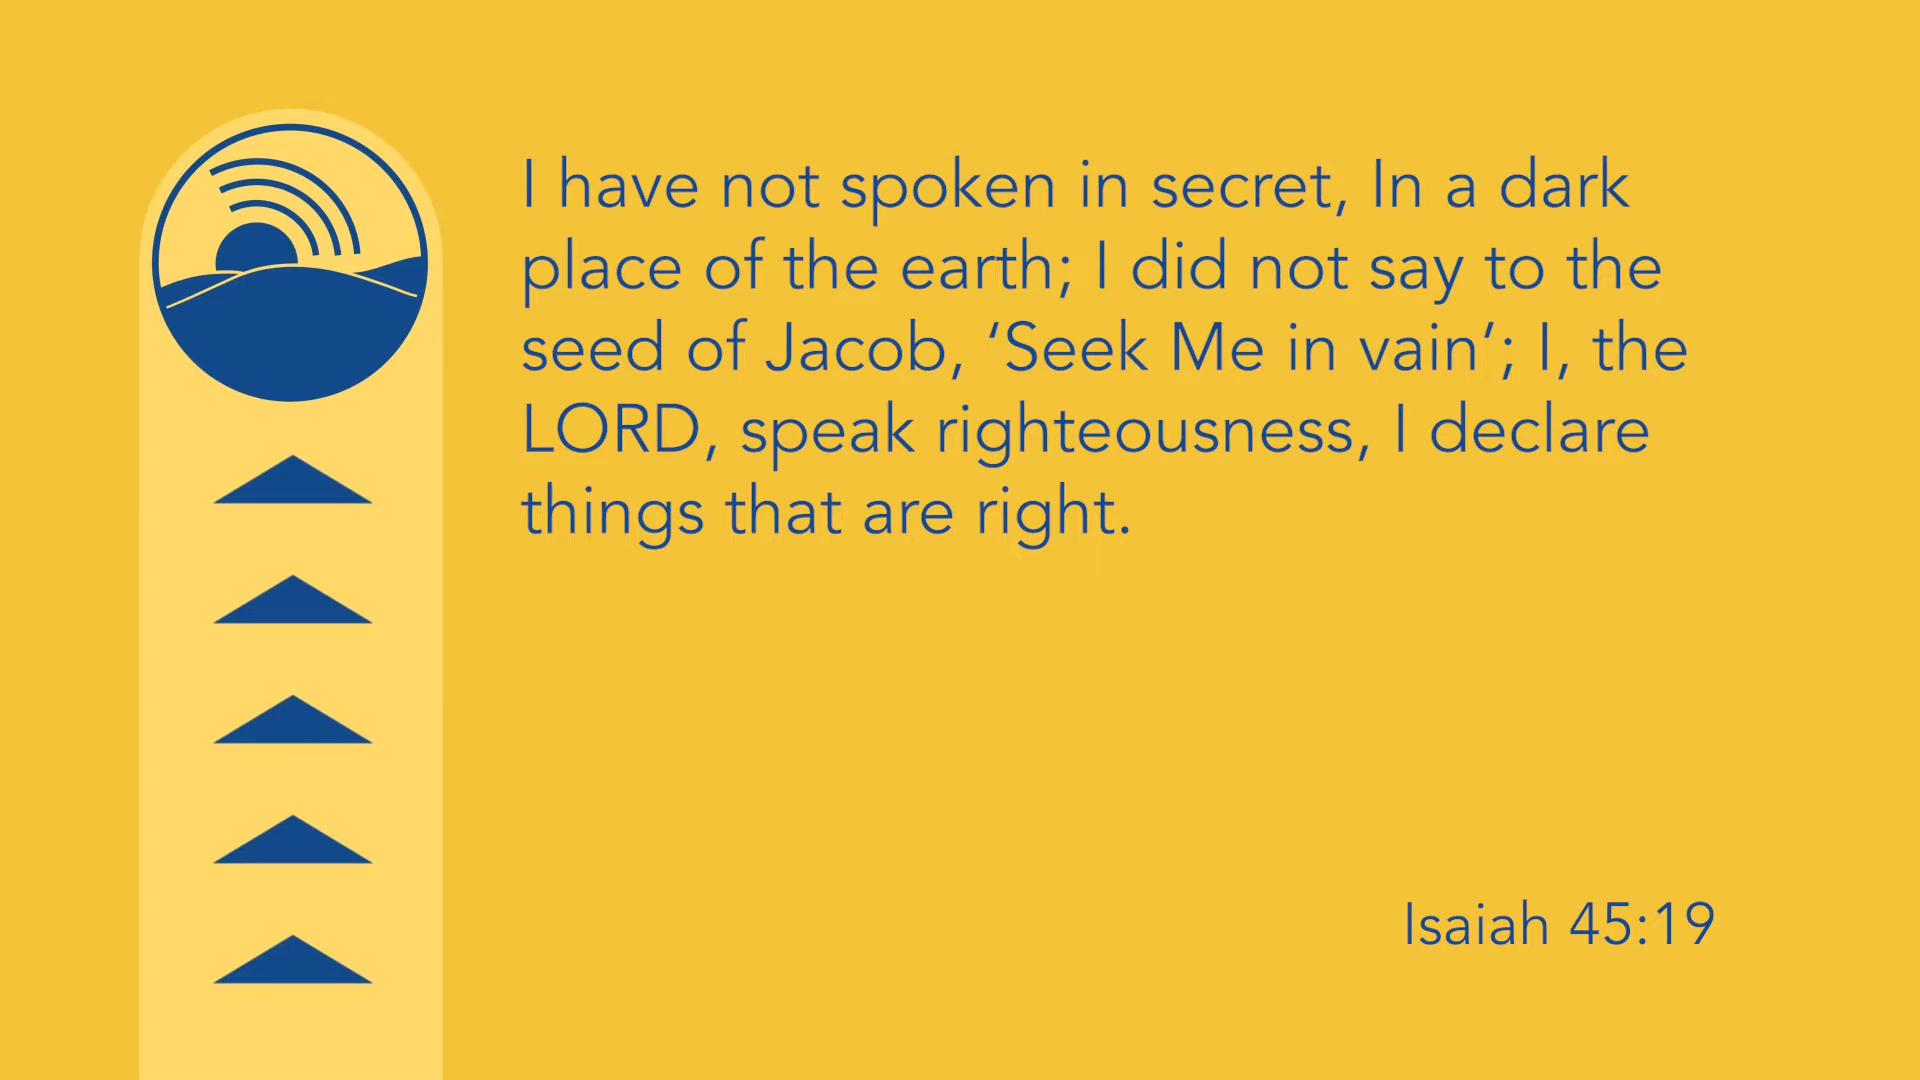 I have not spoken in secret, In a dark
place of the earth; I did not say to the
seed of Jacob, ‘Seek Me in vain’; I, the
LORD, speak righteousness, I declare
things that are right.
Isaiah 45:19